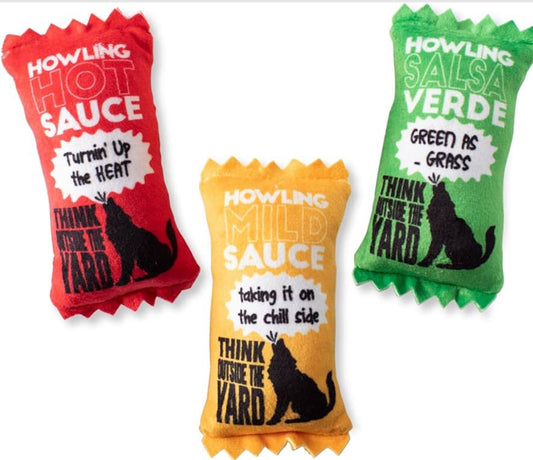 HOWLING
HOT
SAUCE
Turnin' Up
the HEAT
THINK
OUTSIDE THE
YARD
HOWLING
MILD
SAUCE
taking it on
the chill side
THINK
OUTSIDE THE
YARD
HOWLING
SALSA
VERDE
GREEN AS
- GRASS
THINK
OUTSIDE THE
YARD